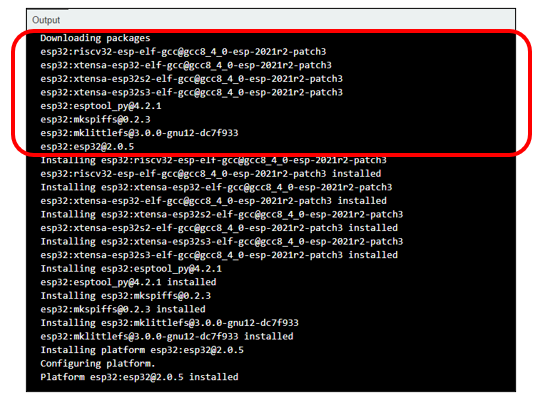 Output
Downloading packages
esp32:riscv32-esp-elf-gcc@gcc8_4_0-esp-2021r2-patch3
esp32:xtensa-esp32-elf-gcc@gcc8_4_0-esp-2021r2-patch3
esp32:xtensa-esp32s2-elf-gcc@gcc8_4_0-esp-2021r2-patch3
esp32:xtensa-esp32s3-elf-gcc@gcc8_4_0-esp-2021r2-patch3
esp32:esptool_py@4.2.1
esp32:mkspiffs@0.2.3
esp32:mklittlefs@3.0.0-gnu12-dc7f933
esp32:esp32@2.0.5
Installing esp32:riscv32-esp-elf-gcc@gcc8_4_0-esp-2021r2-patch3
esp32:riscv32-esp-elf-gcc@gcc8_4_0-esp-2021r2-patch3 installed
Installing esp32:xtensa-esp32-elf-gcc@gcc8_4_0-esp-2021r2-patch3
esp32:xtensa-esp32-elf-gcc@gcc8_4_0-esp-2021r2-patch3 installed
Installing esp32:xtensa-esp32s2-elf-gcc@gcc8_4_0-esp-2021r2-patch3
esp32:xtensa-esp32s2-elf-gcc@gcc8_4_0-esp-2021r2-patch3 installed
Installing esp32:xtensa-esp32s3-elf-gcc@gcc8_4_0-esp-2021r2-patch3
esp32:xtensa-esp32s3-elf-gcc@gcc8_4_0-esp-2021r2-patch3 installed
Installing esp32:esptool_py@4.2.1
esp32:esptool_py@4.2.1 installed
Installing esp32:mkspiffs@0.2.3
esp32:mkspiffs@0.2.3 installed
Installing esp32:mklittlefs@3.0.0-gnu12-dc7f933
esp32:mklittlefs@3.0.0-gnu12-dc7f933 installed
Installing platform esp32:esp32@2.0.5
Configuring platform.
Platform esp32:esp32@2.0.5 installed